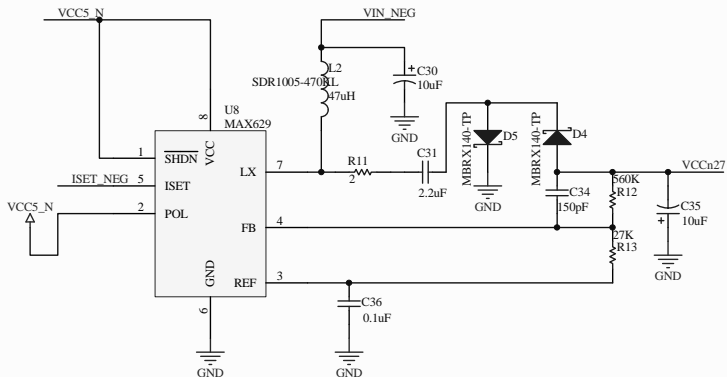 VCC5_N
VIN_NEG
L2
SDR1005-470KL
47uH
C30
10uF
GND
U8
MAX629
8
VCC
1
SHDN
ISET_NEG
5
ISET
VCC5_N
2
POL
LX
7
R11
2
C31
2.2uF
MBRX140-TP
D5
GND
MBRX140-TP
D4
C34
150pF
560K
R12
VCCn27
C35
10uF
GND
FB
4
27K
R13
GND
6
REF
3
C36
0.1uF
GND
GND